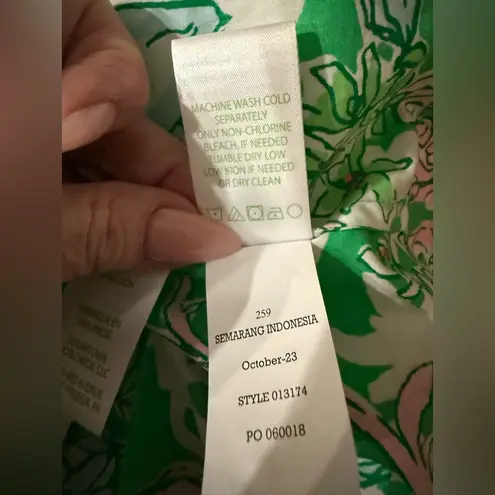 MACHINE WASH COLD
SEPARATELY
ONLY NON-CHLORINE
BLEACH, IF NEEDED
TUMBLE DRY LOW
LOW IRON IF NEEDED
OR DRY CLEAN
259
SEMARANG INDONESIA
October-23
STYLE 013174
PO 060018